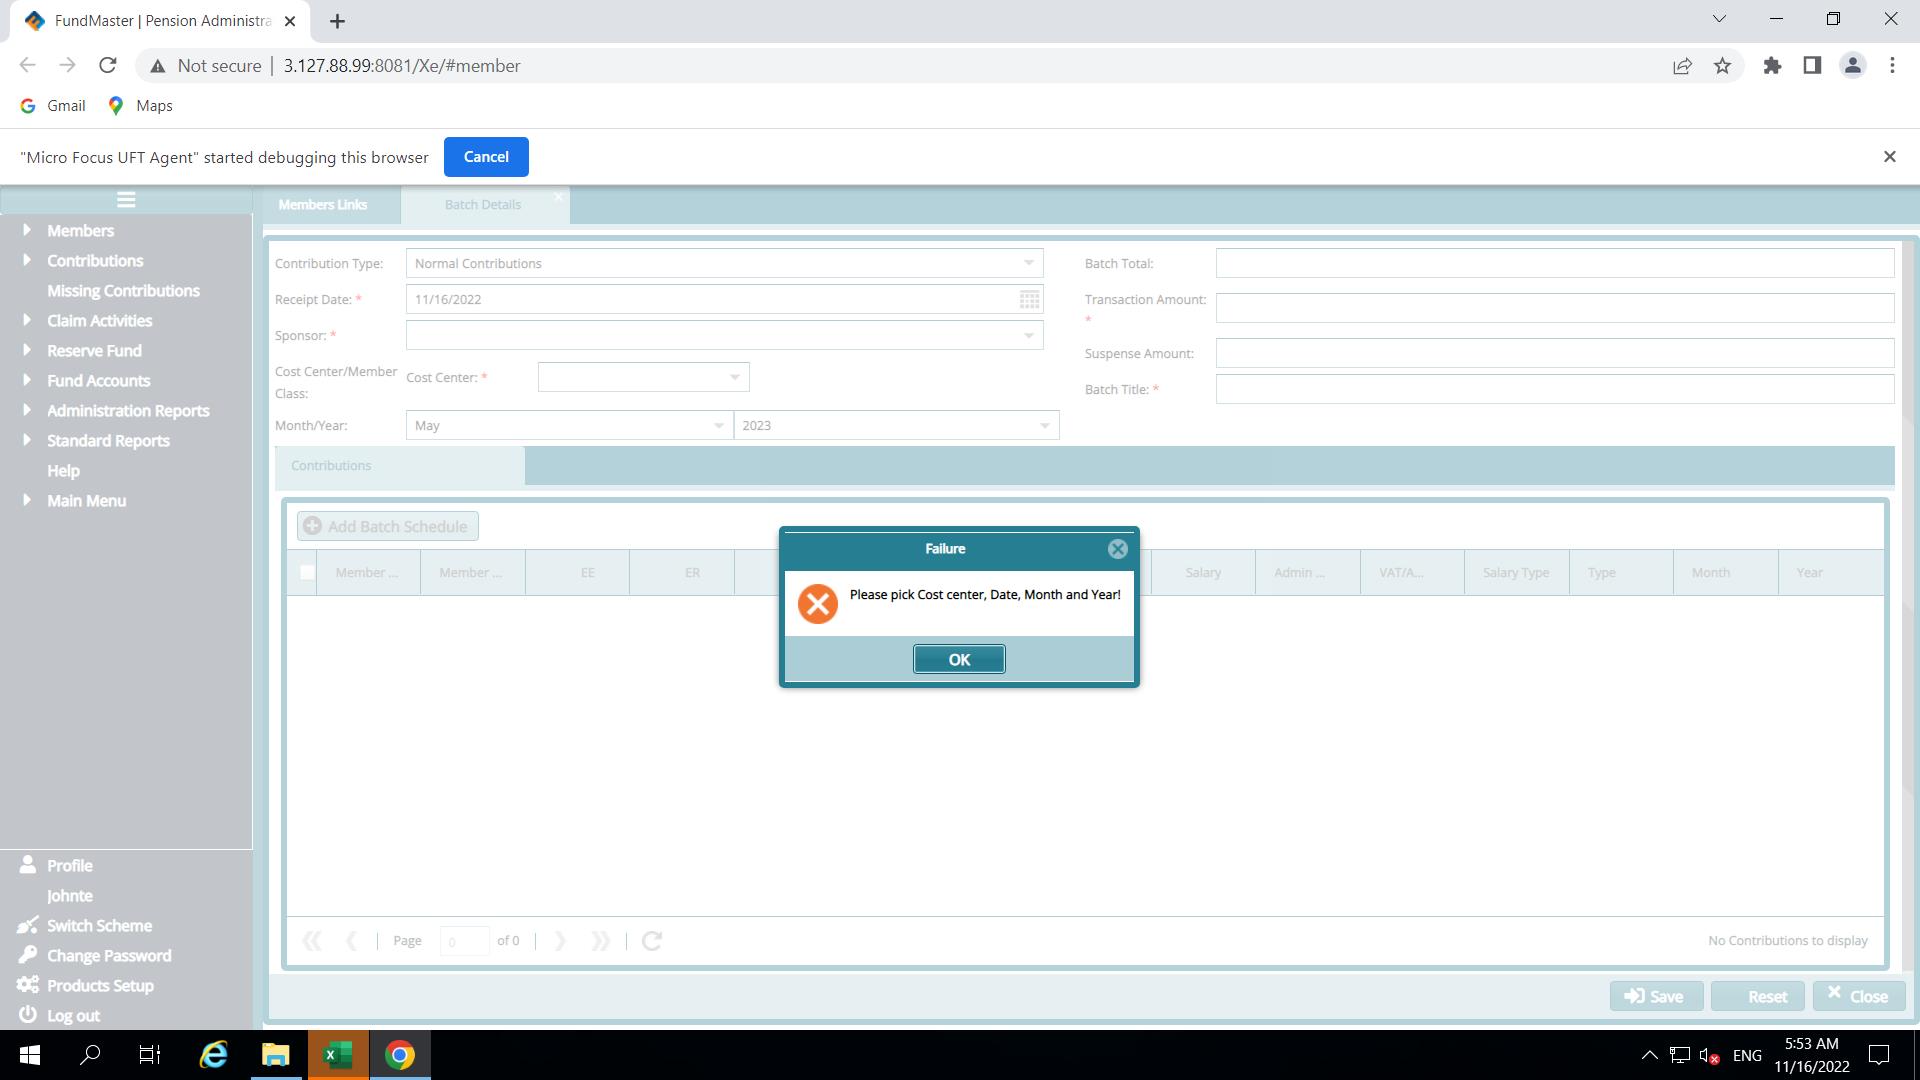 FundMaster | Pension Administra
Not secure | 3.127.88.99:8081/Xe/#member
Gmail Maps
"Micro Focus UFT Agent" started debugging this browser Cancel
Members
Contributions
Missing Contributions
Claim Activities
Reserve Fund
Fund Accounts
Administration Reports
Standard Reports
Help
Main Menu
Profile
Johnte
Switch Scheme
Change Password
Products Setup
Log out
Members Links Batch Details
Contribution Type: Normal Contributions
Receipt Date: * 11/16/2022
Sponsor: *
Cost Center/Member
Class:
Cost Center: *
Month/Year: May 2023
Batch Total:
Transaction Amount:
*
Suspense Amount:
Batch Title: *
Contributions
Add Batch Schedule
Member ... Member ... EE ER Salary Admin ... VAT/A... Salary Type Type Month Year
Failure
Please pick Cost center, Date, Month and Year!
OK
Page 0 of 0 No Contributions to display
Save Reset Close
ENG
5:53 AM
11/16/2022